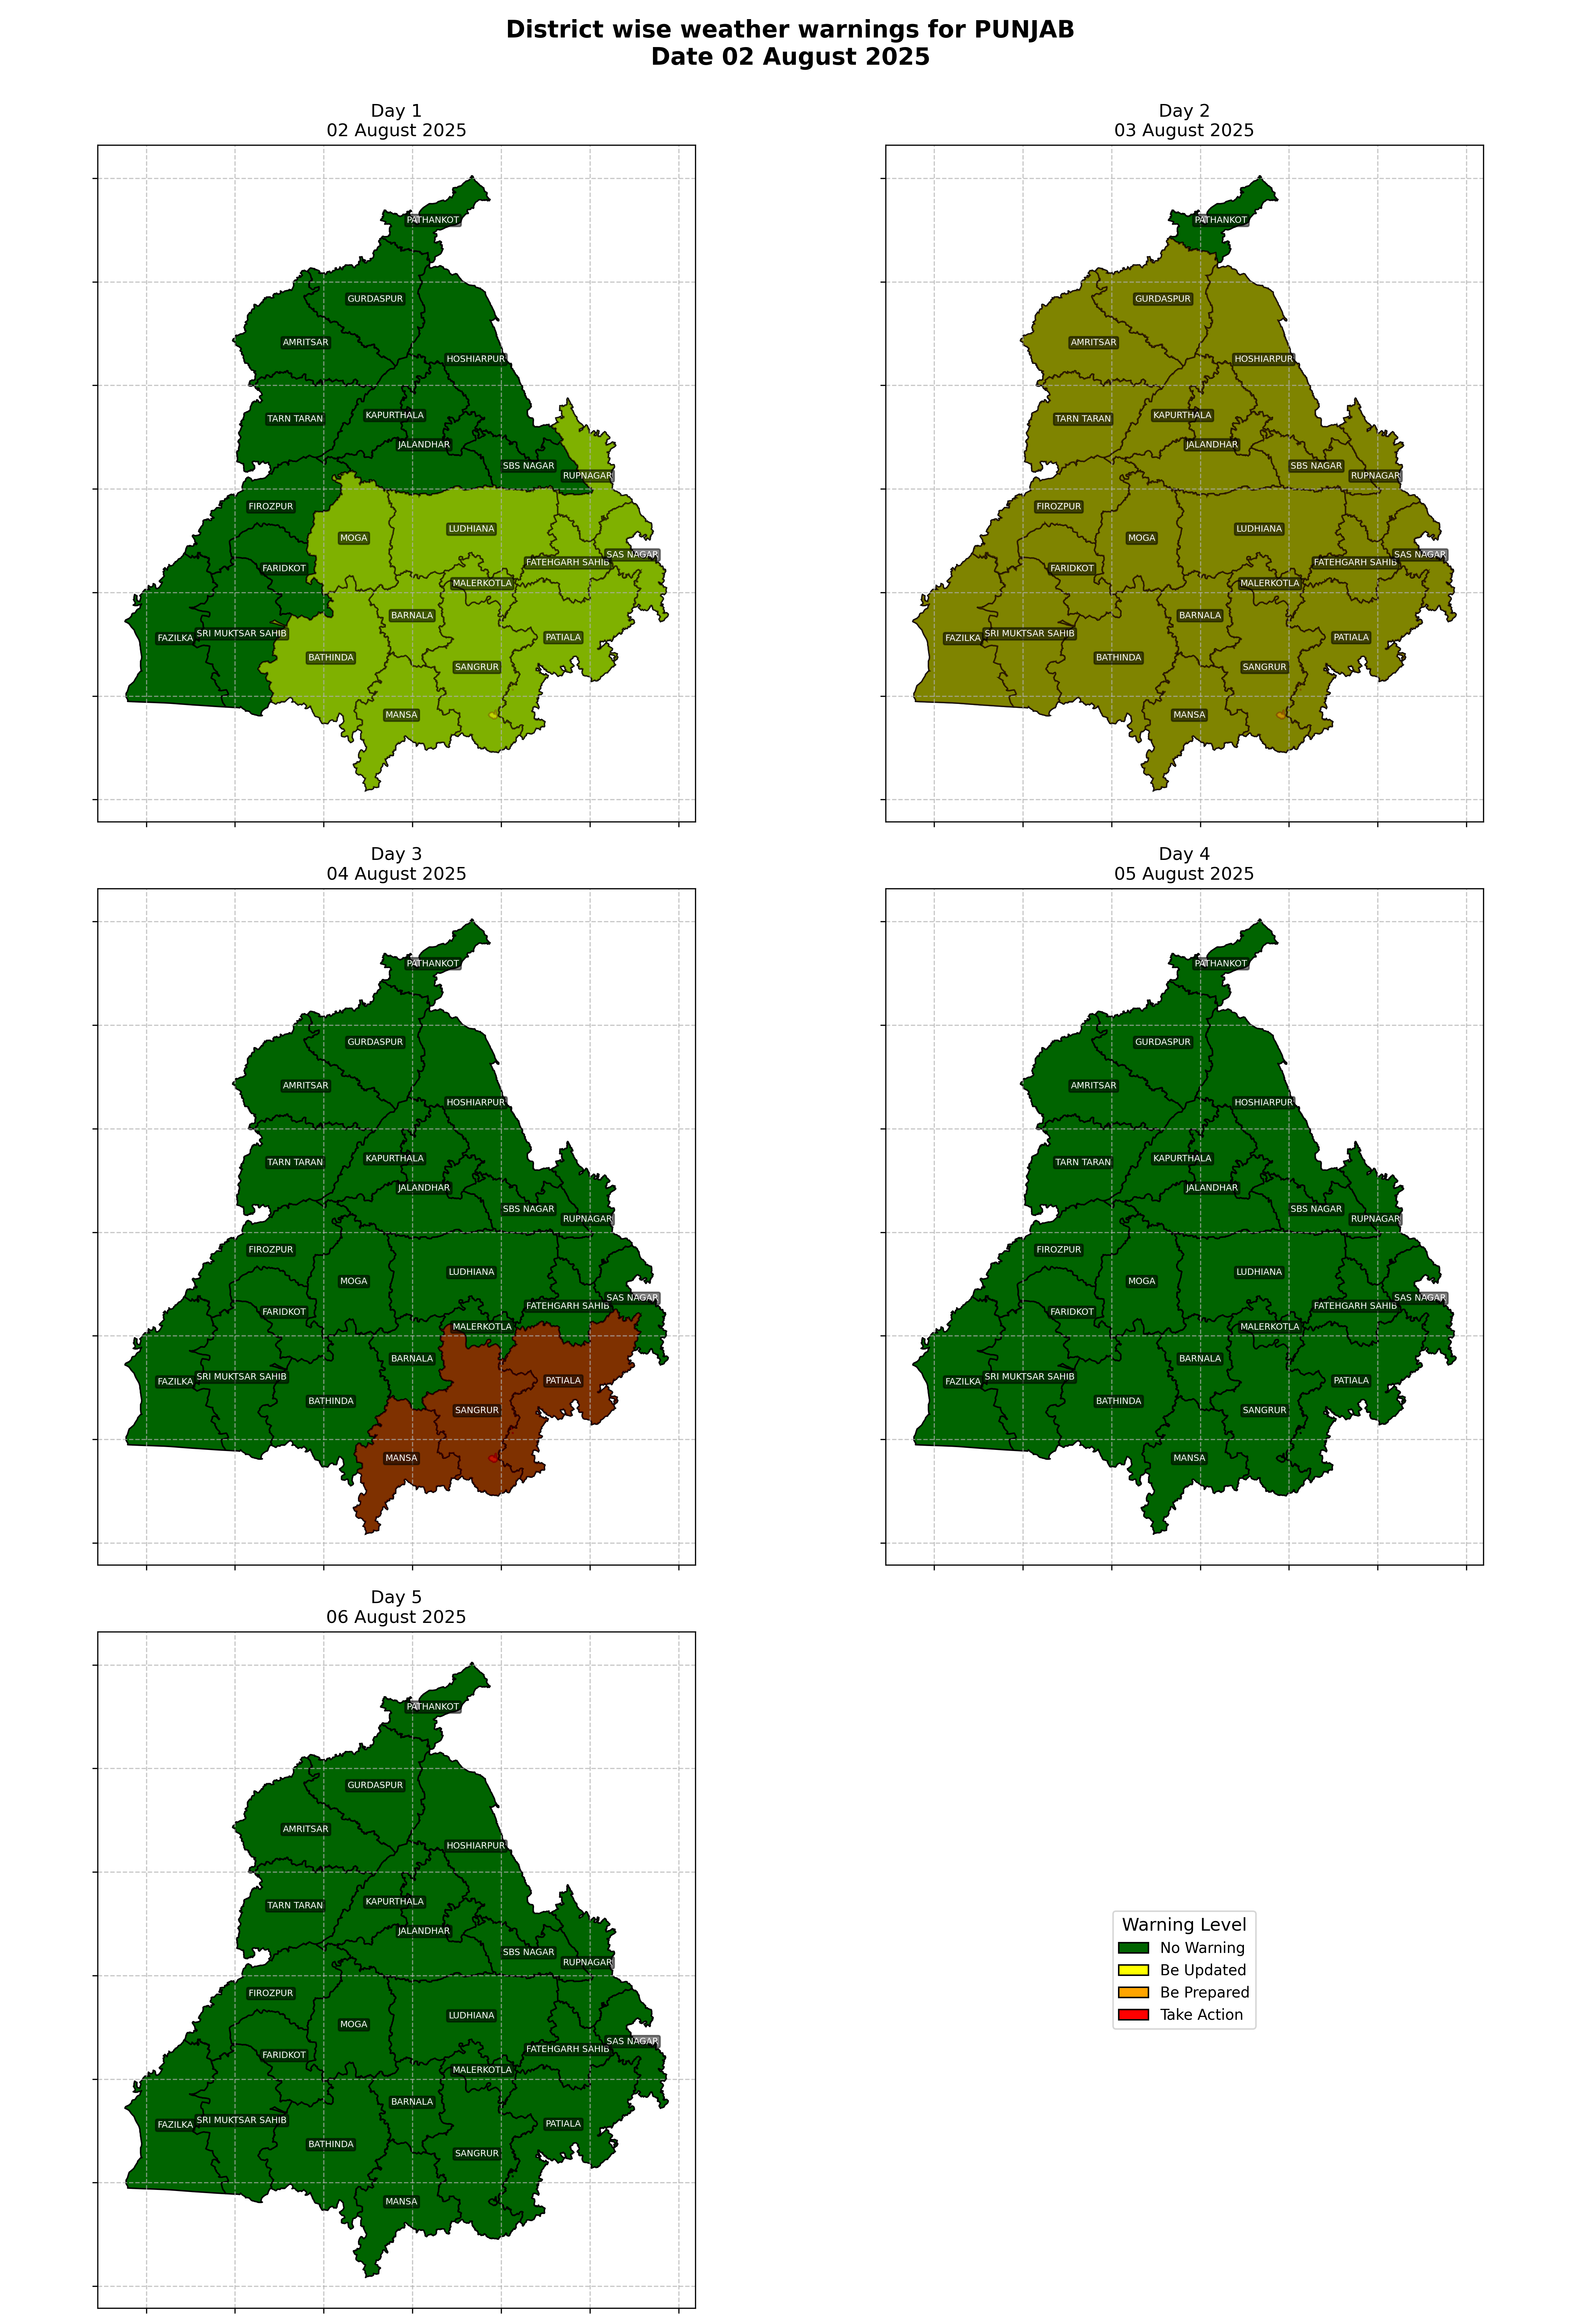 District wise weather warnings for PUNJAB
Date 02 August 2025
Day 1
02 August 2025
PATHANKOT
GURDASPUR
AMRITSAR
HOSHIARPUR
KAPURTHALA
TARN TARAN
JALANDHAR
SBS NAGAR
RUPNAGAR
FIROZPUR
LUDHIANA
MOGA
SAS NAGAR
FATEHGARH SAHIB
FARIDKOT
MALERKOTLA
BARNALA
SRI MUKTSAR SAHIB
FAZILKA
PATIALA
BATHINDA
SANGRUR
MANSA
Day 2
03 August 2025
PATHANKOT
GURDASPUR
AMRITSAR
HOSHIARPUR
KAPURTHALA
TARN TARAN
JALANDHAR
SBS NAGAR
RUPNAGAR
FIROZPUR
LUDHIANA
MOGA
SAS NAGAR
FATEHGARH SAHIB
FARIDKOT
MALERKOTLA
BARNALA
SRI MUKTSAR SAHIB
FAZILKA
PATIALA
BATHINDA
SANGRUR
MANSA
Day 3
04 August 2025
PATHANKOT
GURDASPUR
AMRITSAR
HOSHIARPUR
KAPURTHALA
TARN TARAN
JALANDHAR
SBS NAGAR
RUPNAGAR
FIROZPUR
LUDHIANA
MOGA
SAS NAGAR
FATEHGARH SAHIB
FARIDKOT
MALERKOTLA
BARNALA
SRI MUKTSAR SAHIB
FAZILKA
PATIALA
BATHINDA
SANGRUR
MANSA
Day 4
05 August 2025
PATHANKOT
GURDASPUR
AMRITSAR
HOSHIARPUR
KAPURTHALA
TARN TARAN
JALANDHAR
SBS NAGAR
RUPNAGAR
FIROZPUR
LUDHIANA
MOGA
SAS NAGAR
FATEHGARH SAHIB
FARIDKOT
MALERKOTLA
BARNALA
SRI MUKTSAR SAHIB
FAZILKA
PATIALA
BATHINDA
SANGRUR
MANSA
Day 5
06 August 2025
PATHANKOT
GURDASPUR
AMRITSAR
HOSHIARPUR
KAPURTHALA
TARN TARAN
JALANDHAR
SBS NAGAR
RUPNAGAR
FIROZPUR
LUDHIANA
MOGA
SAS NAGAR
FATEHGARH SAHIB
FARIDKOT
MALERKOTLA
BARNALA
SRI MUKTSAR SAHIB
FAZILKA
PATIALA
BATHINDA
SANGRUR
MANSA
Warning Level
No Warning
Be Updated
Be Prepared
Take Action